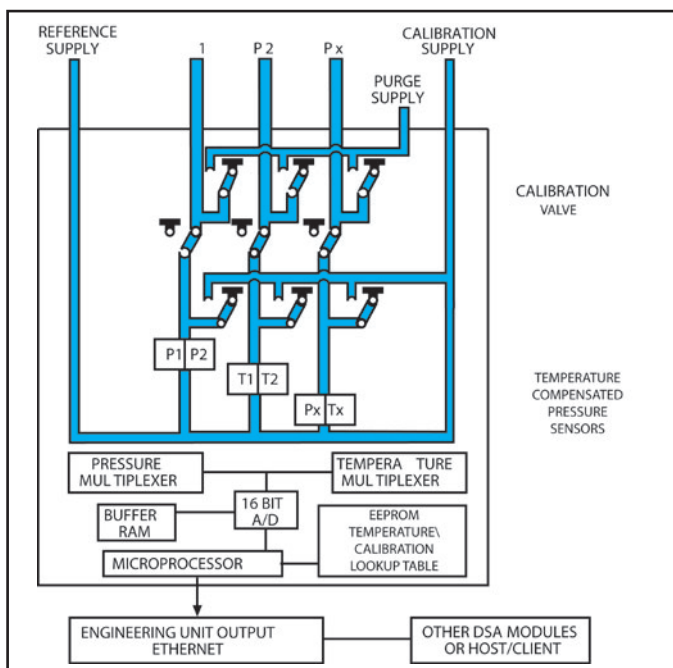 REFERENCE
SUPPLY
1
P 2
P x
CALIBRATION
SUPPLY
PURGE
SUPPLY
CALIBRATION
VALVE
P1 P2
T1 T2
Px Tx
TEMPERATURE
COMPENSATED
PRESSURE
SENSORS
PRESSURE
MUL TIPLEXER
TEMPERA TURE
MUL TIPLEXER
16 BIT
A/D
BUFFER
RAM
EEPROM
TEMPERATURE\
CALIBRATION
LOOKUP TABLE
MICROPROCESSOR
ENGINEERING UNIT OUTPUT
ETHERNET
OTHER DSA MODULES
OR HOST/CLIENT